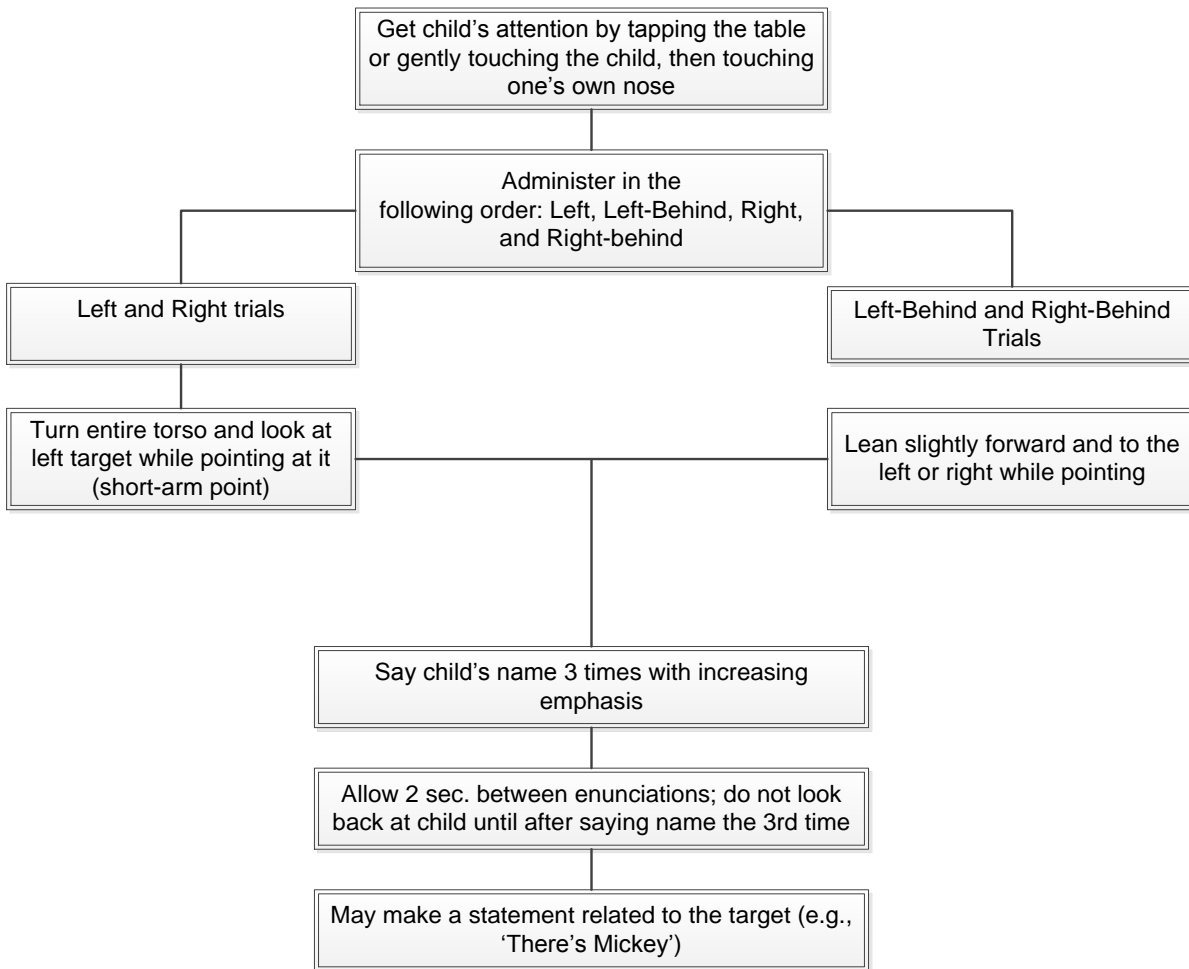 Get child’s attention by tapping the table
or gently touching the child, then touching
one’s own nose
Administer in the
following order: Left, Left-Behind, Right,
and Right-behind
Left and Right trials
Left-Behind and Right-Behind
Trials
Turn entire torso and look at
left target while pointing at it
(short-arm point)
Lean slightly forward and to the
left or right while pointing
Say child’s name 3 times with increasing
emphasis
Allow 2 sec. between enunciations; do not look
back at child until after saying name the 3rd time
May make a statement related to the target (e.g.,
‘There’s Mickey’)